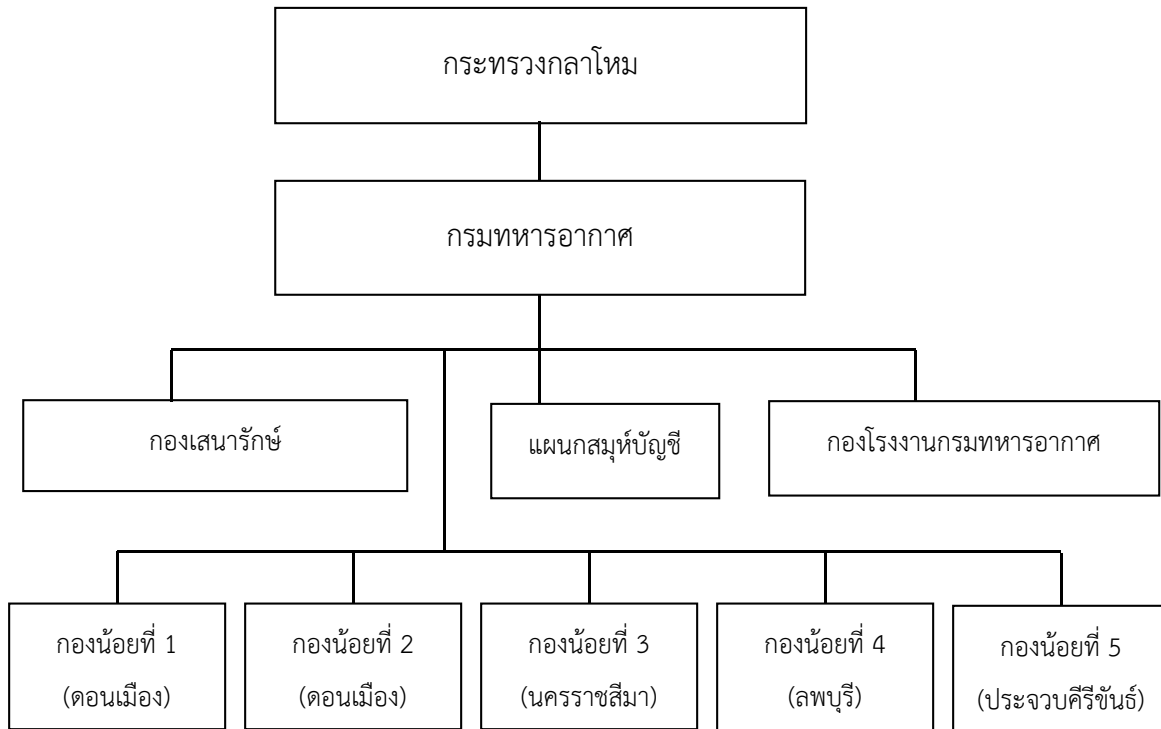 กระทรวงกลาโหม
กรมทหารอากาศ
กองเสนารักษ์
แผนกสมุห์บัญชี
กองโรงงานกรมทหารอากาศ
กองน้อยที่ 1
(ดอนเมือง)
กองน้อยที่ 2
(ดอนเมือง)
กองน้อยที่ 3
(นครราชสีมา)
กองน้อยที่ 4
(ลพบุรี)
กองน้อยที่ 5
(ประจวบคีรีขันธ์)